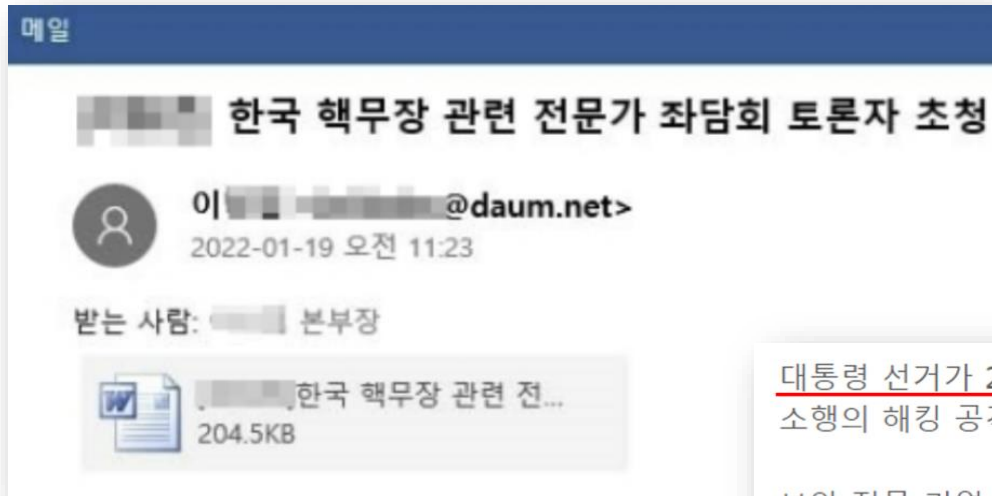 메일
한국 핵무장 관련 전문가 좌담회 토론자 초청
이 @daum.net>
2022-01-19 오전 11:23
받는 사람: 본부장
한국 핵무장 관련 전...
204.5KB
대통령 선거가
소행의 해킹